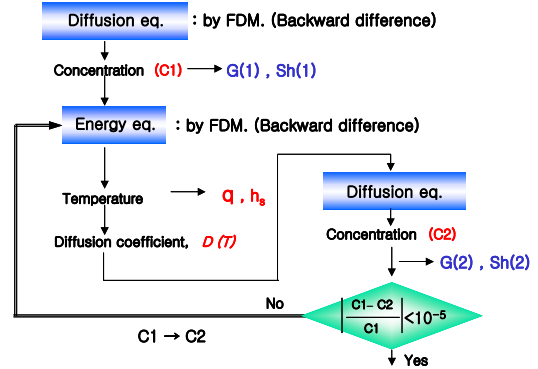 Diffusion eq. : by FDM. (Backward difference)
Concentration (C1) G(1) , Sh(1)
Energy eq. : by FDM. (Backward difference)
Temperature q , hs
Diffusion coefficient, D (T)
Diffusion eq.
Concentration (C2)
G(2) , Sh(2)
No
C1 – C2
C1
<10⁻⁵
C1 → C2
Yes